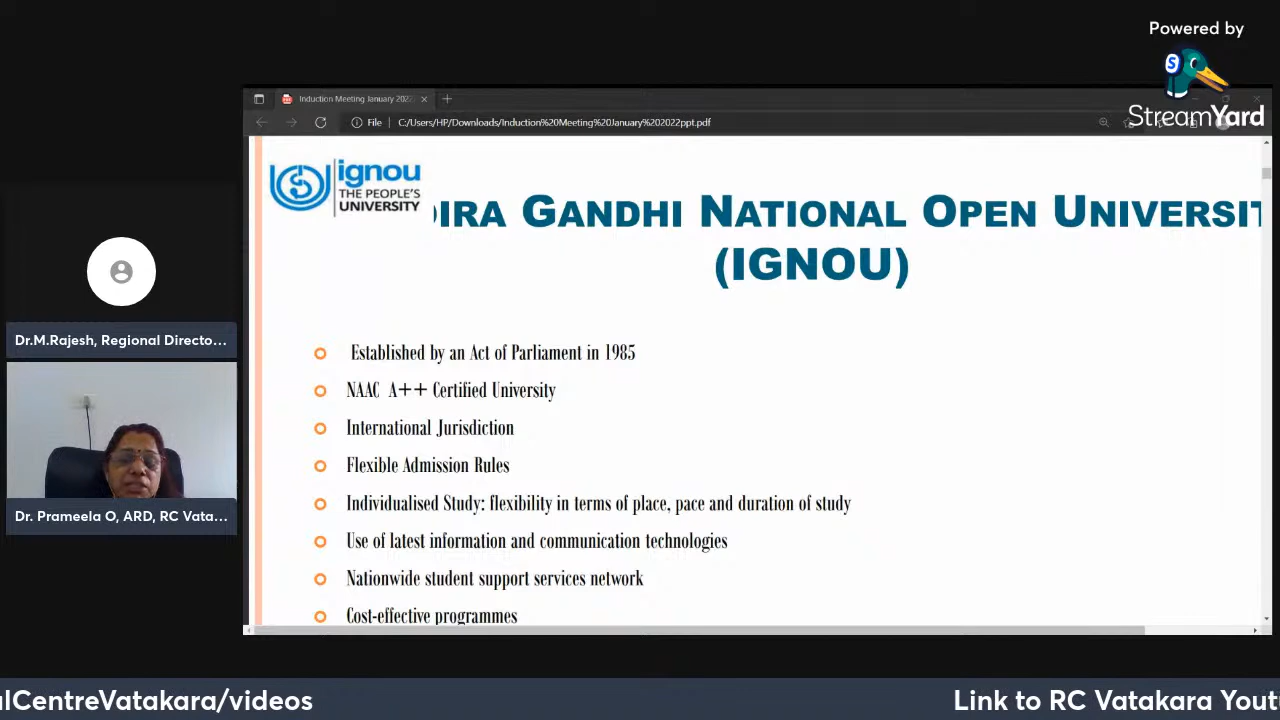 Powered by
StreamYard
Induction Meeting January 2022
File
C:/Users/HP/Downloads/Induction%20Meeting%20January%202022ppt.pdf
ignou
THE PEOPLE'S
UNIVERSITY
DIRA GANDHI NATIONAL OPEN UNIVERSIT
(IGNOU)
Established by an Act of Parliament in 1985
NAAC A++ Certified University
International Jurisdiction
Flexible Admission Rules
Individualised Study: flexibility in terms of place, pace and duration of study
Use of latest information and communication technologies
Nationwide student support services network
Cost-effective programmes
Dr.M.Rajesh, Regional Directo...
Dr. Prameela O, ARD, RC Vata...
alCentreVatakara/videos
Link to RC Vatakara Yout